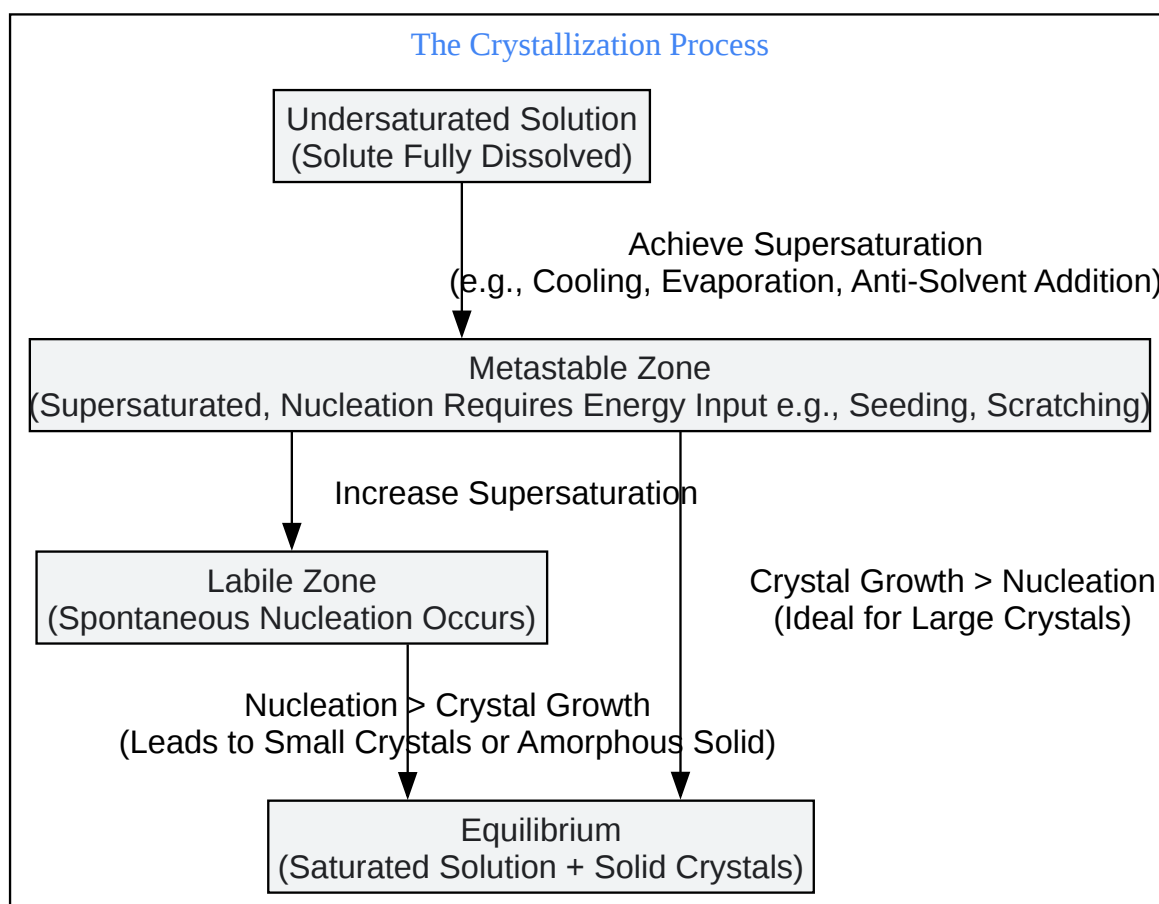 The Crystallization Process
Undersaturated Solution
(Solute Fully Dissolved)
Achieve Supersaturation
(e.g., Cooling, Evaporation, Anti-Solvent Addition)
Metastable Zone
(Supersaturated, Nucleation Requires Energy Input e.g., Seeding, Scratching)
Increase Supersaturation
Labile Zone
(Spontaneous Nucleation Occurs)
Crystal Growth > Nucleation
(Ideal for Large Crystals)
Nucleation > Crystal Growth
(Leads to Small Crystals or Amorphous Solid)
Equilibrium
(Saturated Solution + Solid Crystals)